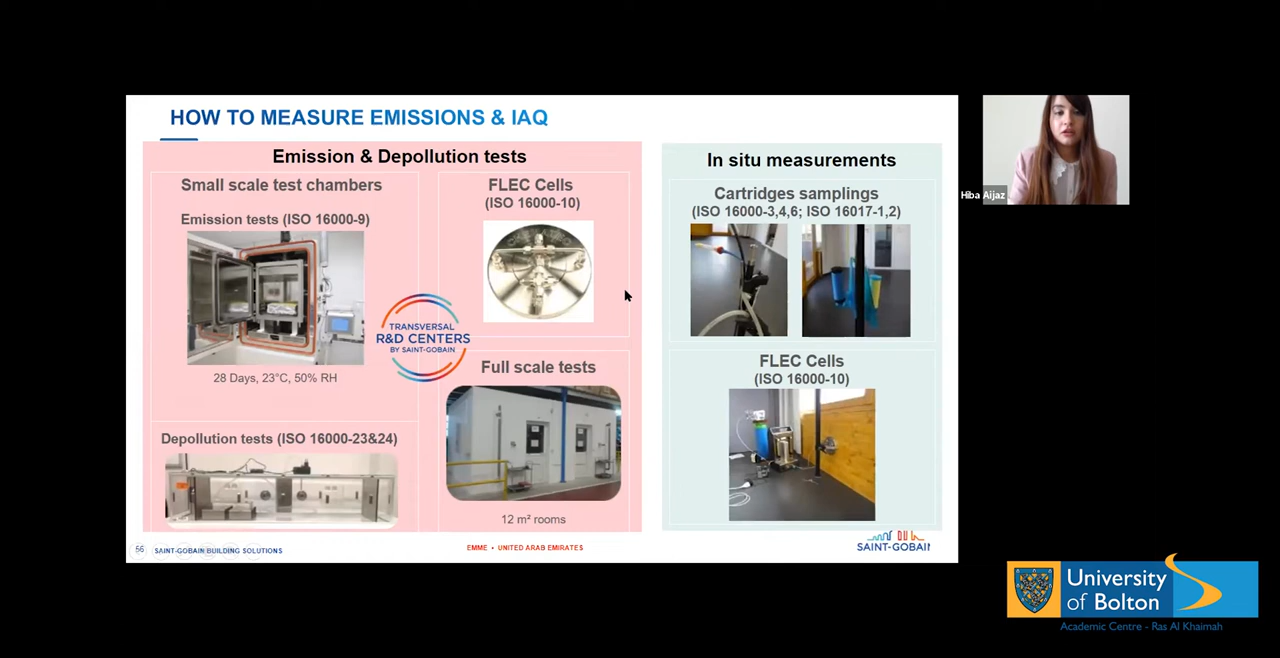 HOW TO MEASURE EMISSIONS & IAQ
Emission & Depollution tests
Small scale test chambers
Emission tests (ISO 16000-9)
28 Days, 23°C, 50% RH
Depollution tests (ISO 16000-23&24)
FLEC Cells
(ISO 16000-10)
TRANSVERSAL
R&D CENTERS
BY SAINT-GOBAIN
Full scale tests
12 m² rooms
In situ measurements
Cartridges samplings
(ISO 16000-3,4,6; ISO 16017-1,2)
FLEC Cells
(ISO 16000-10)
56 SAINT-GOBAIN BUILDING SOLUTIONS
EMME • UNITED ARAB EMIRATES
SAINT-GOBAIN
Hiba Aijaz
University
of Bolton
Academic Centre - Ras Al Khaimah